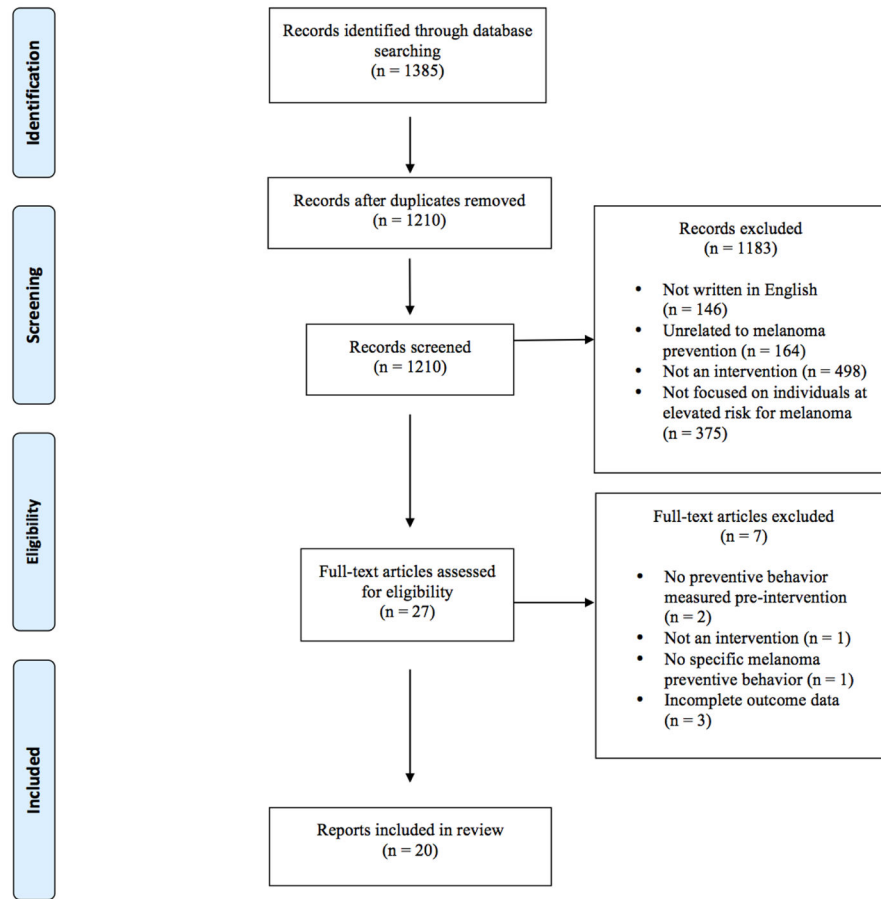 Identification
Records identified through database
searching
(n = 1385)
Records after duplicates removed
(n = 1210)
Screening
Records screened
(n = 1210)
Records excluded
(n = 1183)
• Not written in English
(n = 146)
• Unrelated to melanoma
prevention (n = 164)
• Not an intervention (n = 498)
• Not focused on individuals at
elevated risk for melanoma
(n = 375)
Eligibility
Full-text articles assessed
for eligibility
(n = 27)
Full-text articles excluded
(n = 7)
• No preventive behavior
measured pre-intervention
(n = 2)
• Not an intervention (n = 1)
• No specific melanoma
preventive behavior (n = 1)
• Incomplete outcome data
(n = 3)
Included
Reports included in review
(n = 20)